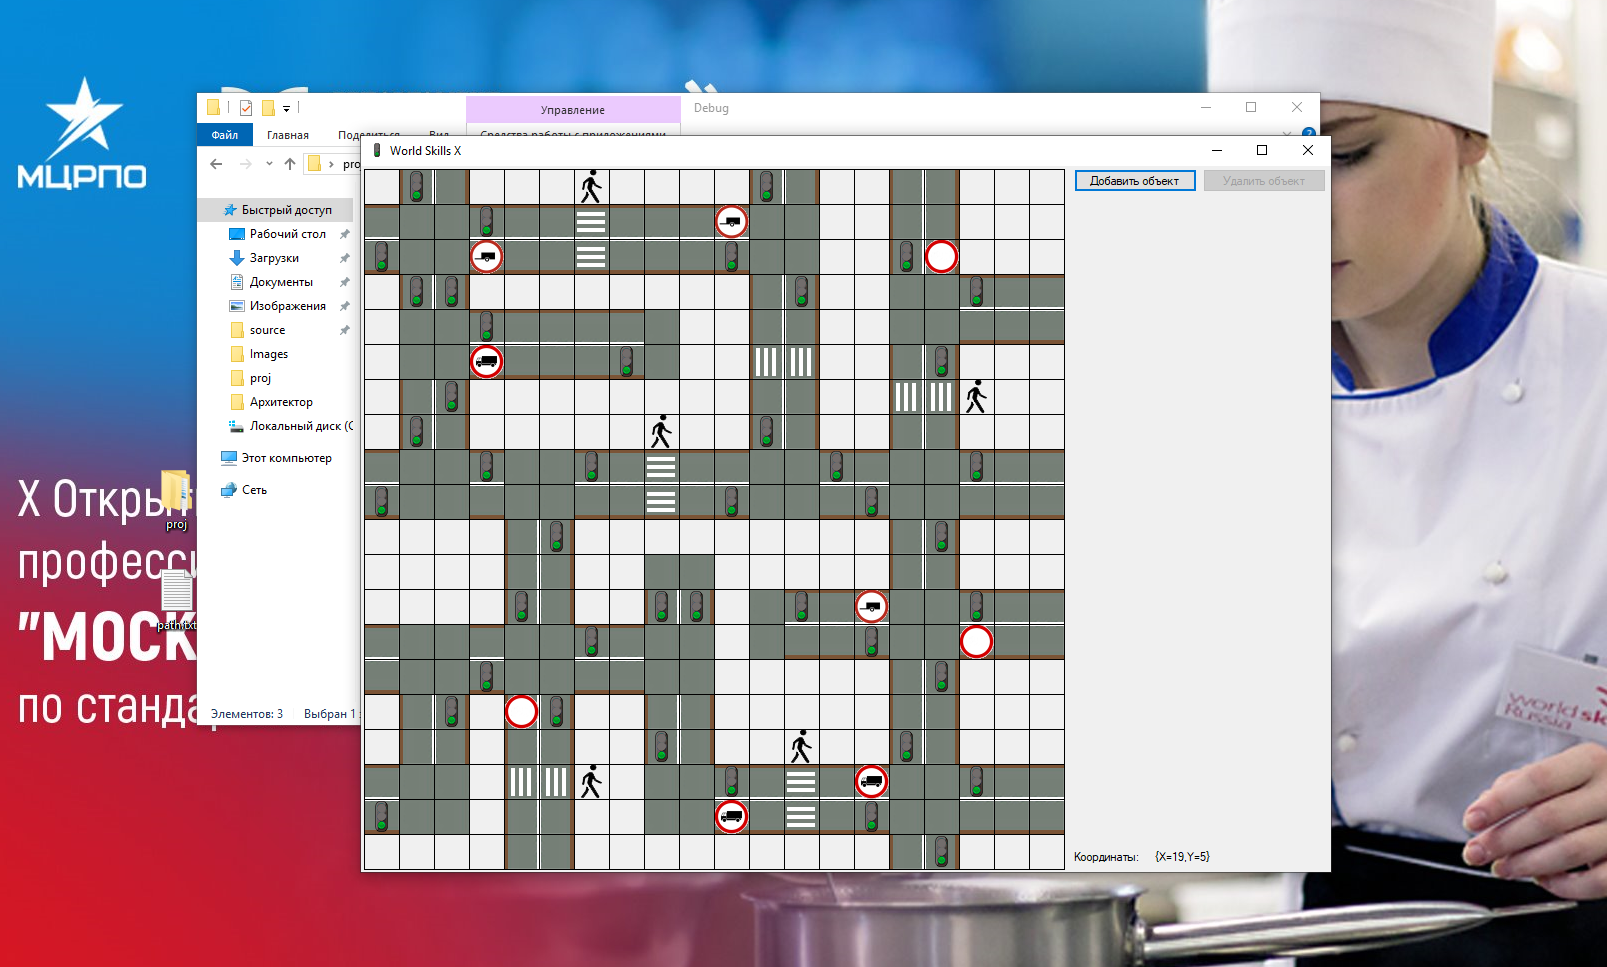 МЦРПО
Х Откры
професси
"МОСК
по станда
proj
path.txt
Управление
Debug
Файл
Главная
Поделиться
Вид
Средства работы с приложениями
pro
Быстрый доступ
Рабочий стол
Загрузки
Документы
Изображения
source
Images
proj
Архитектор
Локальный диск (C
Этот компьютер
Сеть
Элементов: 3
Выбран 1
World Skills X
Добавить объект
Удалить объект
Координаты:
{X=19,Y=5}
world sk
Russia